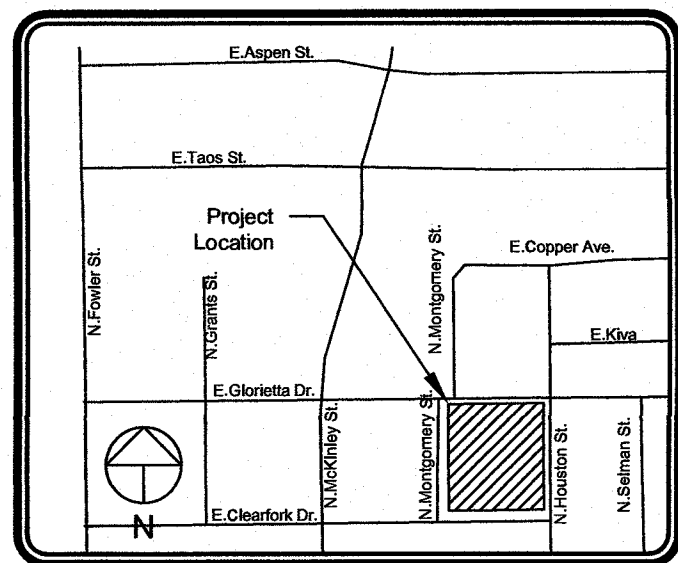 E.Aspen St.
E.Taos St.
Project
Location
N.Montgomery St.
E.Copper Ave.
N.Fowler St.
N.Grants St.
E.Kiva
E.Glorietta Dr.
N.McKinley St.
N.Montgomery St.
N.Houston St.
N.Selman St.
E.Clearfork Dr.
N